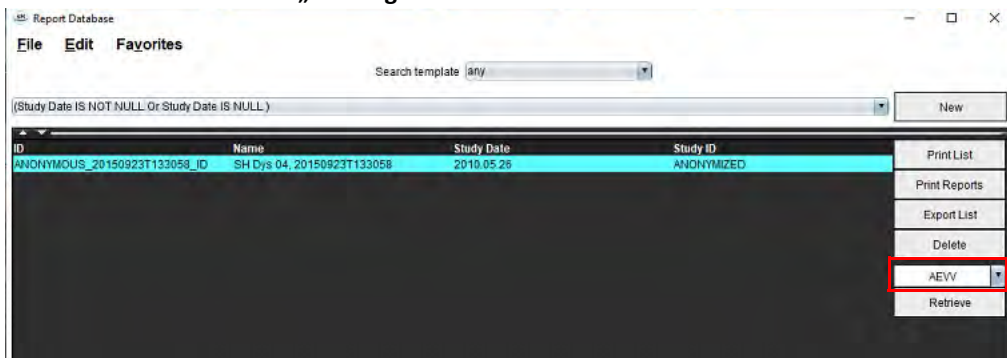 Report Database
File Edit Favorites
Search template any
(Study Date IS NOT NULL Or Study Date IS NULL )
New
ID Name Study Date Study ID
ANONYMOUS_20150923T133058_ID SH Dys 04, 20150923T133058 2010.05.26 ANONYMIZED
Print List
Print Reports
Export List
Delete
AEVV
Retrieve